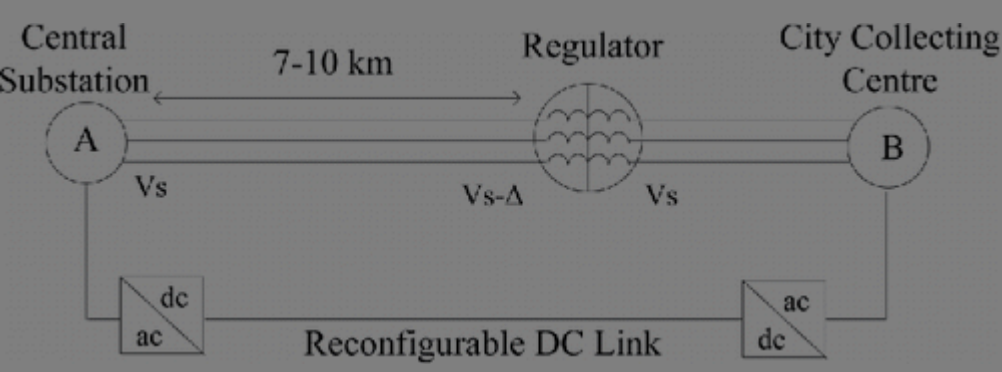 Central
Substation
7-10 km
Regulator
City Collecting
Centre
A
B
Vs
Vs-Δ
Vs
dc
ac
Reconfigurable DC Link
ac
dc